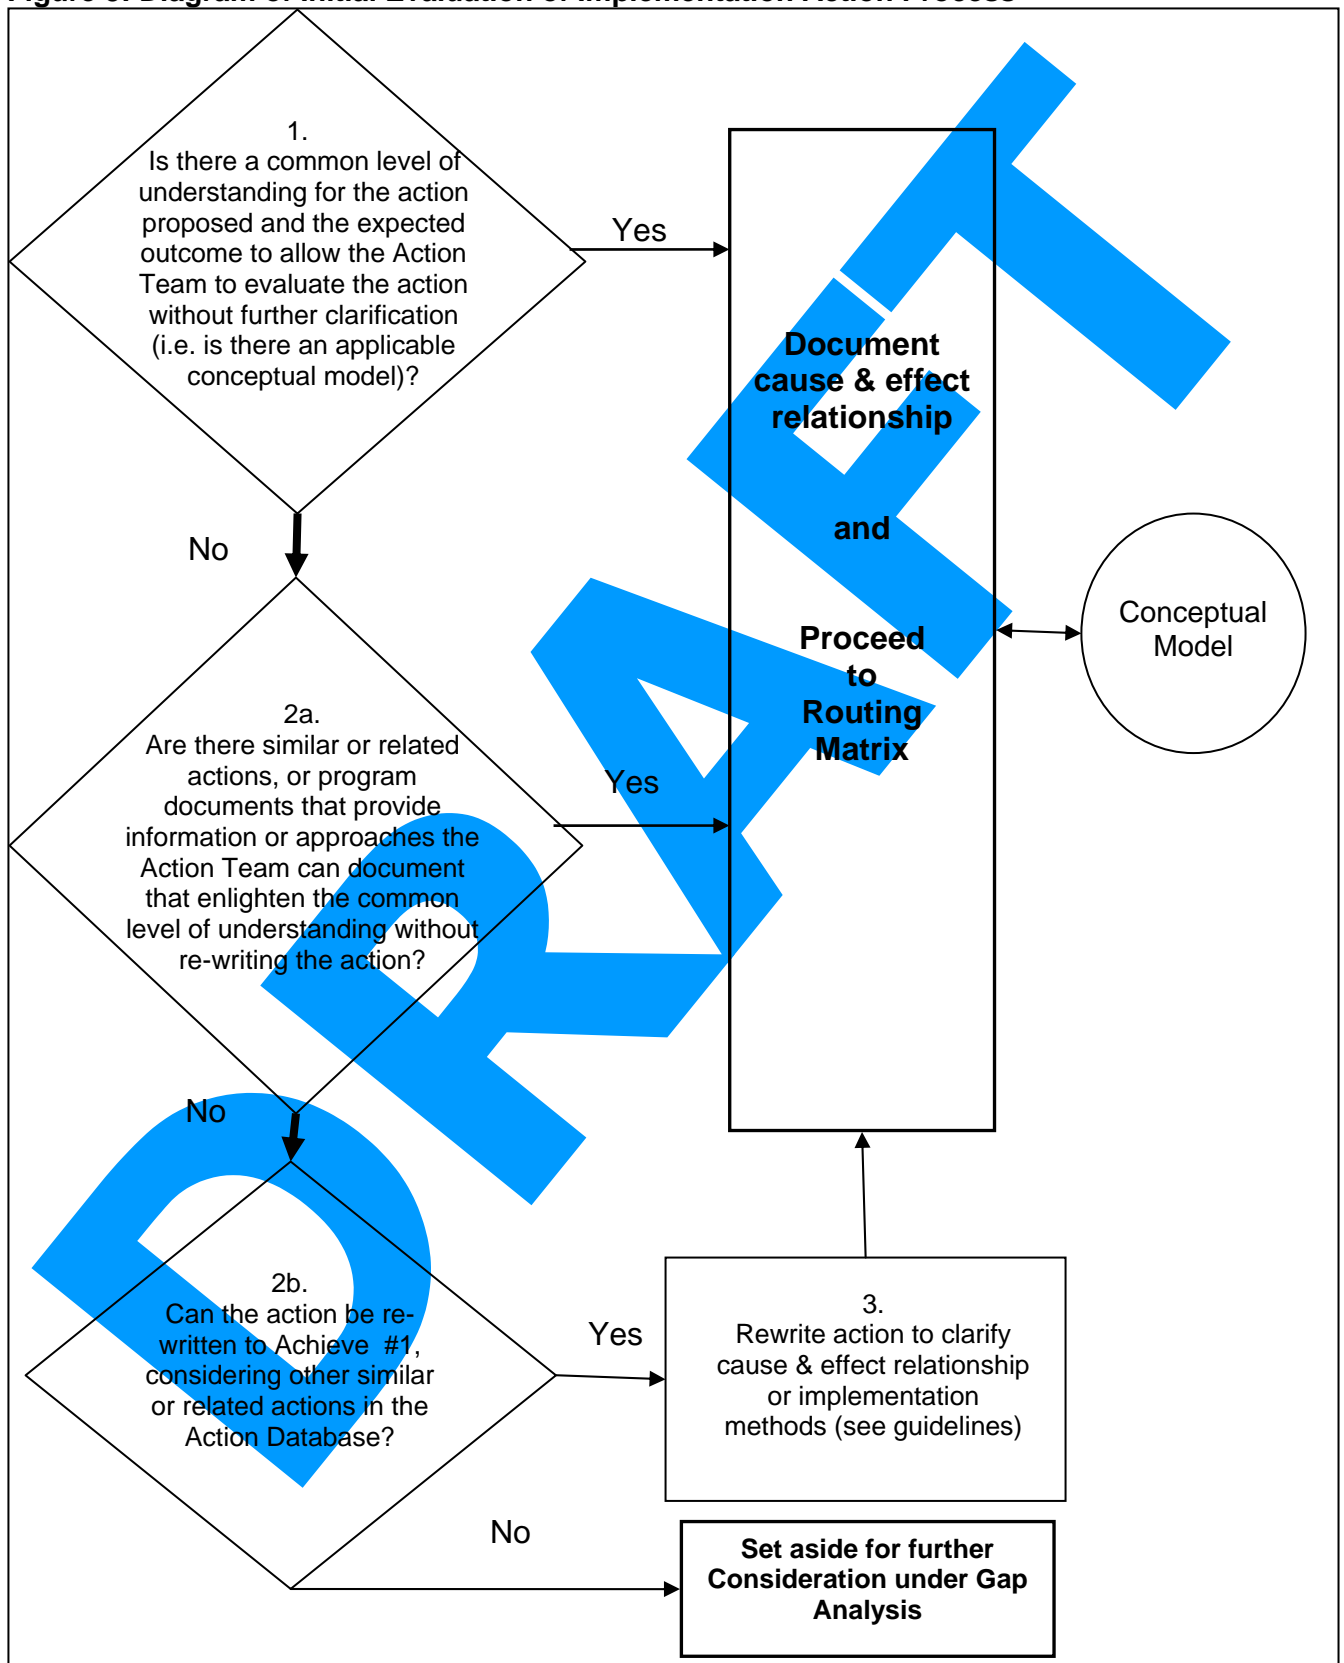 1.
Is there a common level of
understanding for the action
proposed and the expected
outcome to allow the Action
Team to evaluate the action
without further clarification
(i.e. is there an applicable
conceptual model)?
Yes
Document
cause & effect
relationship
and
Proceed
to
Routing
Matrix
Conceptual
Model
No
2a.
Are there similar or related
actions, or program
documents that provide
information or approaches the
Action Team can document
that enlighten the common
level of understanding without
re-writing the action?
Yes
No
2b.
Can the action be re-
written to Achieve #1,
considering other similar
or related actions in the
Action Database?
Yes
3.
Rewrite action to clarify
cause & effect relationship
or implementation
methods (see guidelines)
No
Set aside for further
Consideration under Gap
Analysis
DRAFT